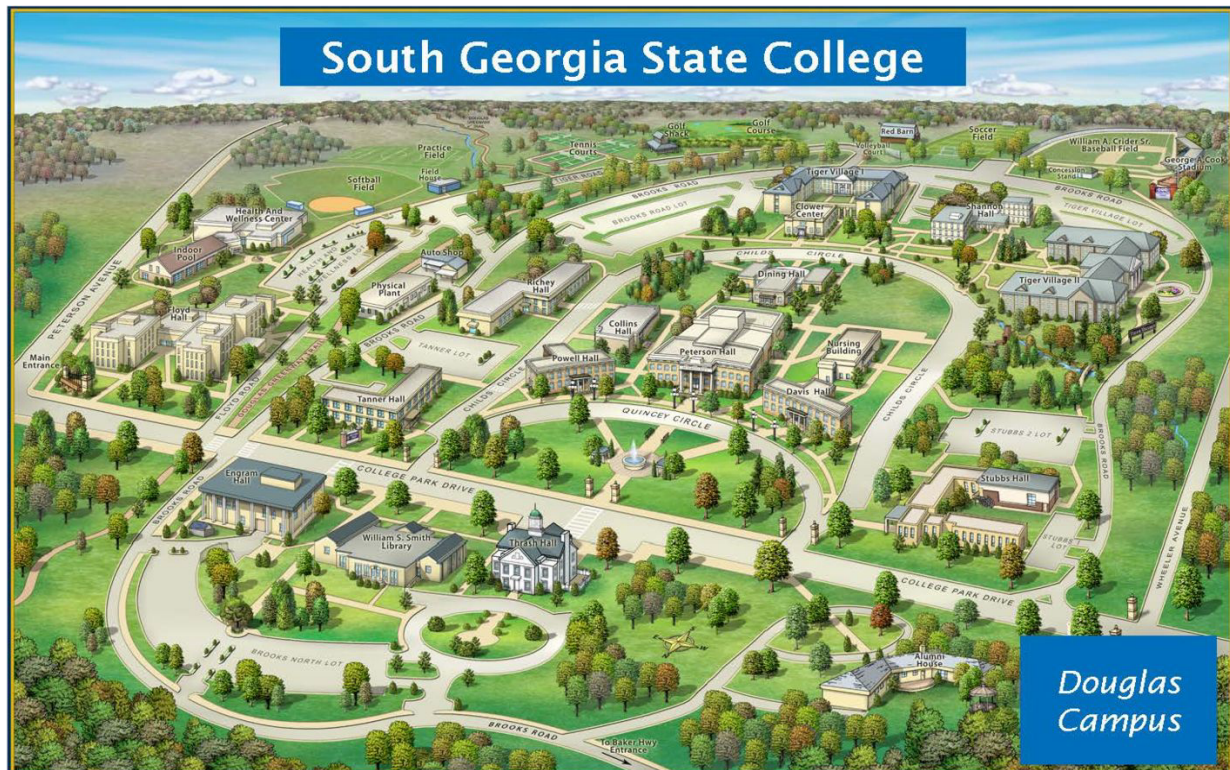 South Georgia State College
Practice
Field
Softball
Field
Field
House
Tennis
Courts
Golf
Shack
Golf
Course
Red Barn
Volleyball
Court
Soccer
Field
William A. Crider Sr.
Baseball Field
Concession
Stand
George A Cook
Stadium
TIGER ROAD
BROOKS ROAD
BROOKS ROAD LOT
Tiger Village I
Clower
Center
Shannon
Hall
BROOKS ROAD
TIGER VILLAGE LOT
Tiger Village II
Health And
Wellness Center
Indoor
Pool
PETERSON AVENUE
Auto Shop
Physical
Plant
Richey
Hall
CHILDS CIRCLE
Dining Hall
Floyd
Hall
Main
Entrance
FLOYD ROAD
BROOKS ROAD
TANNER LOT
Collins
Hall
Powell Hall
Peterson Hall
Nursing
Building
Davis Hall
CHILDS CIRCLE
Tanner Hall
CHILDS CIRCLE
QUINCEY CIRCLE
STUBBS 2 LOT
BROOKS ROAD
Stubbs Hall
STUBBS
LOT
WHEELER AVENUE
Engram
Hall
BROOKS ROAD
COLLEGE PARK DRIVE
William S. Smith
Library
Thrash Hall
COLLEGE PARK DRIVE
BROOKS NORTH LOT
Alumni
House
BROOKS ROAD
To Baker Hwy
Entrance
Douglas
Campus